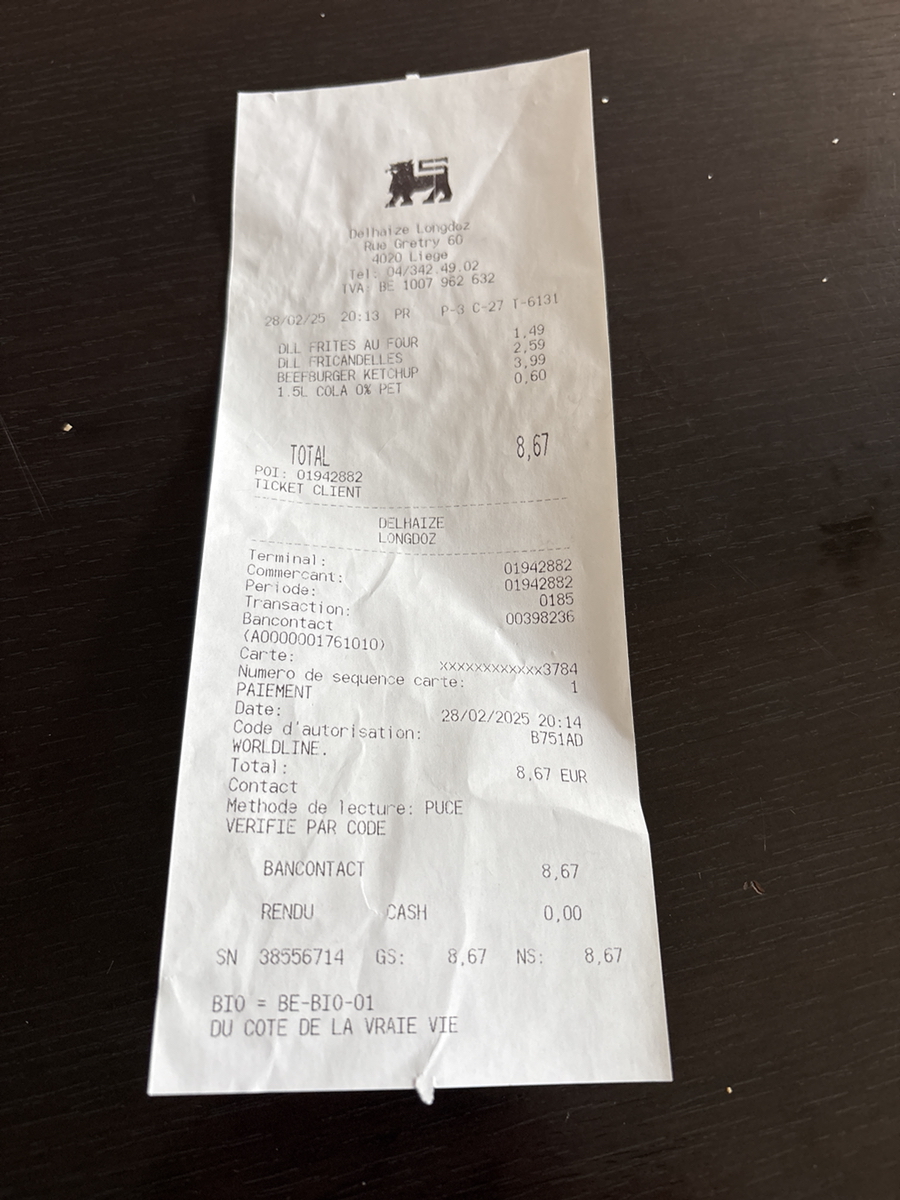 Delhaize Longdoz
Rue Gretry 60
4020 Liege
Tel: 04/342.49.02
TVA: BE 1007 962 632
28/02/25 20:13 PR P-3 C-27 T-6131
DLL FRITES AU FOUR 1,49
DLL FRICANDELLES 2,59
BEEFBURGER KETCHUP 3,99
1.5L COLA 0% PET 0,60
TOTAL 8,67
POI: 01942882
TICKET CLIENT
DELHAIZE
LONGDOZ
Terminal: 01942882
Commercant: 01942882
Periode: 0185
Transaction: 00398236
Bancontact
(A0000001761010)
Carte: xxxxxxxxxxxxx3784
Numero de sequence carte: 1
PAIEMENT
Date: 28/02/2025 20:14
Code d'autorisation: B751AD
WORLDLINE.
Total: 8,67 EUR
Contact
Methode de lecture: PUCE
VERIFIE PAR CODE
BANCONTACT 8,67
RENDU CASH 0,00
SN 38556714 GS: 8,67 NS: 8,67
BIO = BE-BIO-01
DU COTE DE LA VRAIE VIE